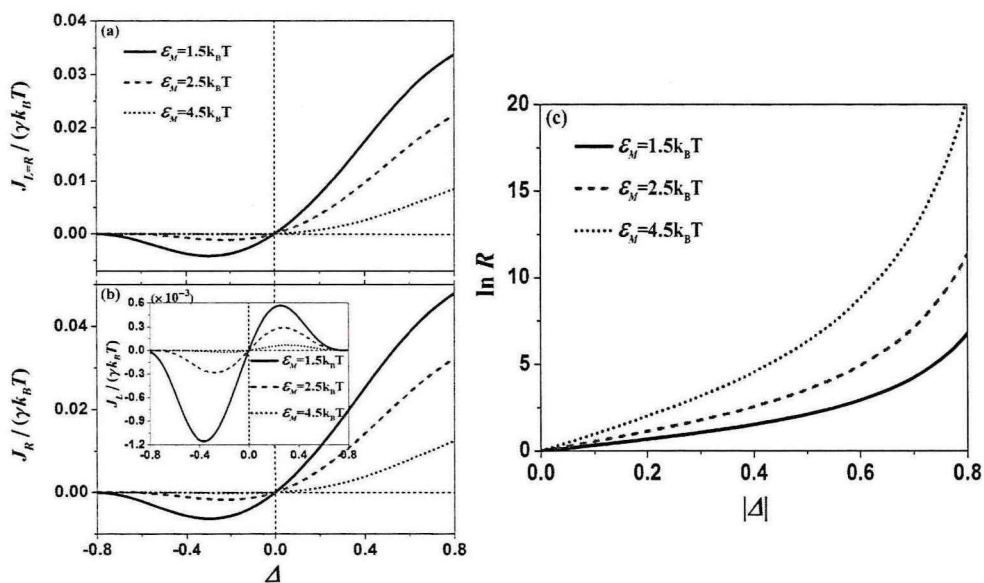 0.04
(a)
ε_M=1.5k_BT
0.03
ε_M=2.5k_BT
ε_M=4.5k_BT
0.02
J_{L=R} / (γk_BT)
0.01
0.00
(b)
(×10⁻³)
0.6
0.3
0.0
-0.3
-0.6
-0.9
-1.2
J_L / (γk_BT)
ε_M=1.5k_BT
ε_M=2.5k_BT
ε_M=4.5k_BT
-0.8 -0.4 0.0 0.4 0.8
0.04
0.02
0.00
J_R / (γk_BT)
-0.8 -0.4 0.0 0.4 0.8
Δ
20
(c)
ε_M=1.5k_BT
ε_M=2.5k_BT
15
ε_M=4.5k_BT
10
5
0
ln R
0.0 0.2 0.4 0.6 0.8
|Δ|